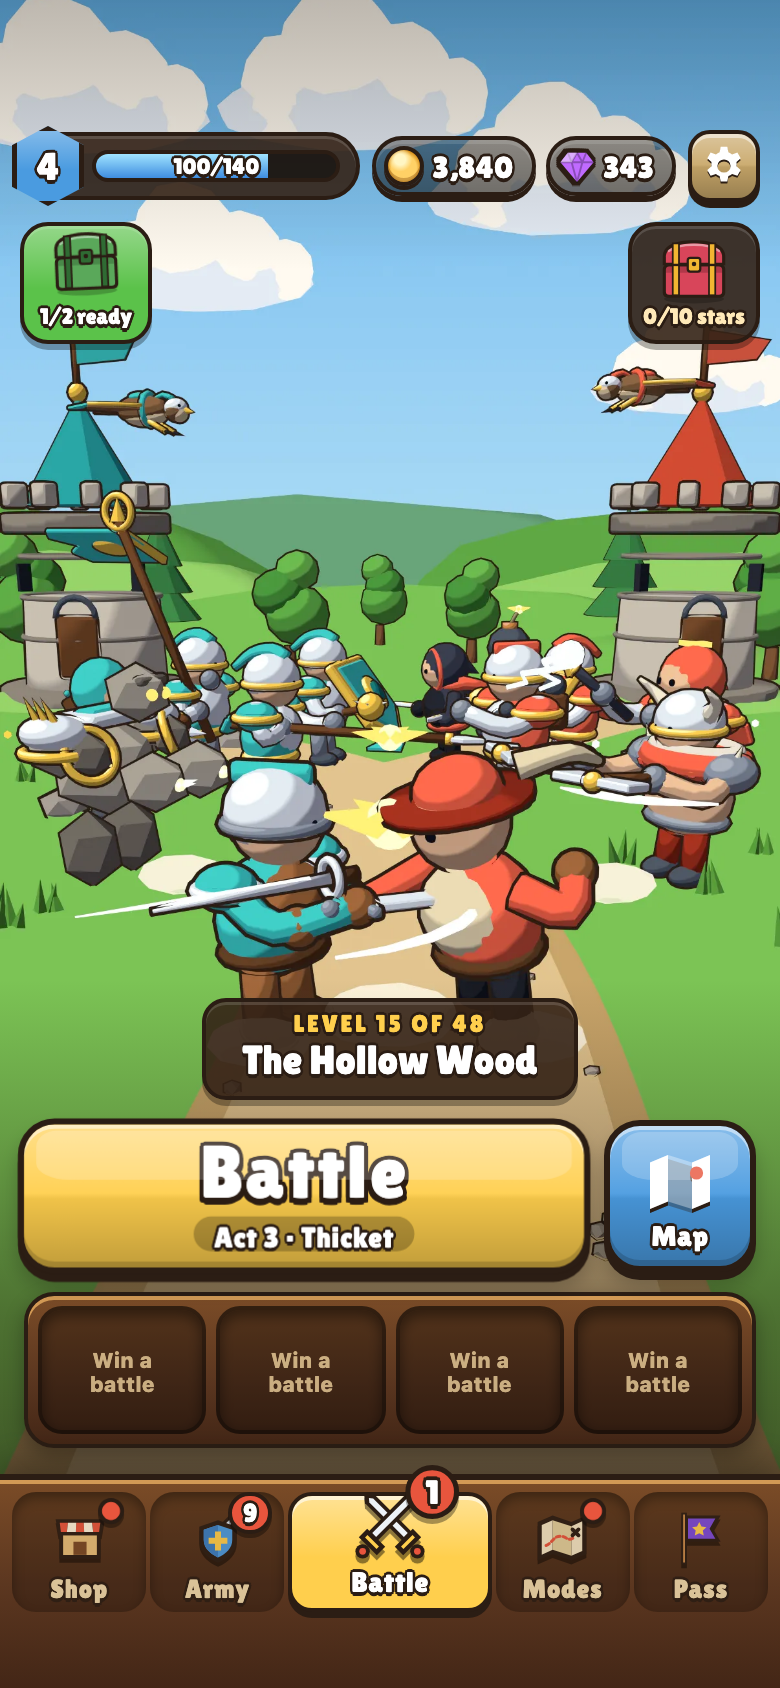 4
100/140
3,840
343
1/2 ready
0/10 stars
LEVEL 15 OF 48
The Hollow Wood
Battle
Act 3 · Thicket
Map
Win a
battle
Win a
battle
Win a
battle
Win a
battle
9
1
Shop
Army
Battle
Modes
Pass